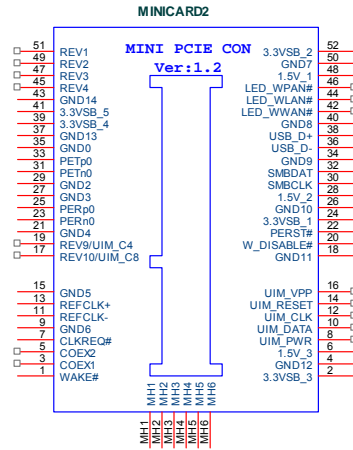 MINICARD2
MINI PCIE CON
Ver:1.2
51 REV1
49 REV2
47 REV3
45 REV4
43 GND14
41 3.3VSB_5
39 3.3VSB_4
37 GND13
35 GND0
33 PETp0
31 PETn0
29 GND2
27 GND3
25 PERp0
23 PERn0
21 GND4
19 REV9/UIM_C4
17 REV10/UIM_C8
15 GND5
13 REFCLK+
11 REFCLK-
9 GND6
7 CLKREQ#
5 COEX2
3 COEX1
1 WAKE#
3.3VSB_2 52
GND7 50
1.5V_1 48
LED_WPAN# 46
LED_WLAN# 44
LED_WWAN# 42
GND8 40
USB_D+ 38
USB_D- 36
GND9 34
SMBDAT 32
SMBCLK 30
1.5V_2 28
GND10 26
3.3VSB_1 24
PERST# 22
W_DISABLE# 20
GND11 18
UIM_VPP 16
UIM_RESET 14
UIM_CLK 12
UIM_DATA 10
UIM_PWR 8
1.5V_3 6
GND12 4
3.3VSB_3 2
MH1 MH2 MH3 MH4 MH5 MH6
MH1 MH2 MH3 MH4 MH5 MH6